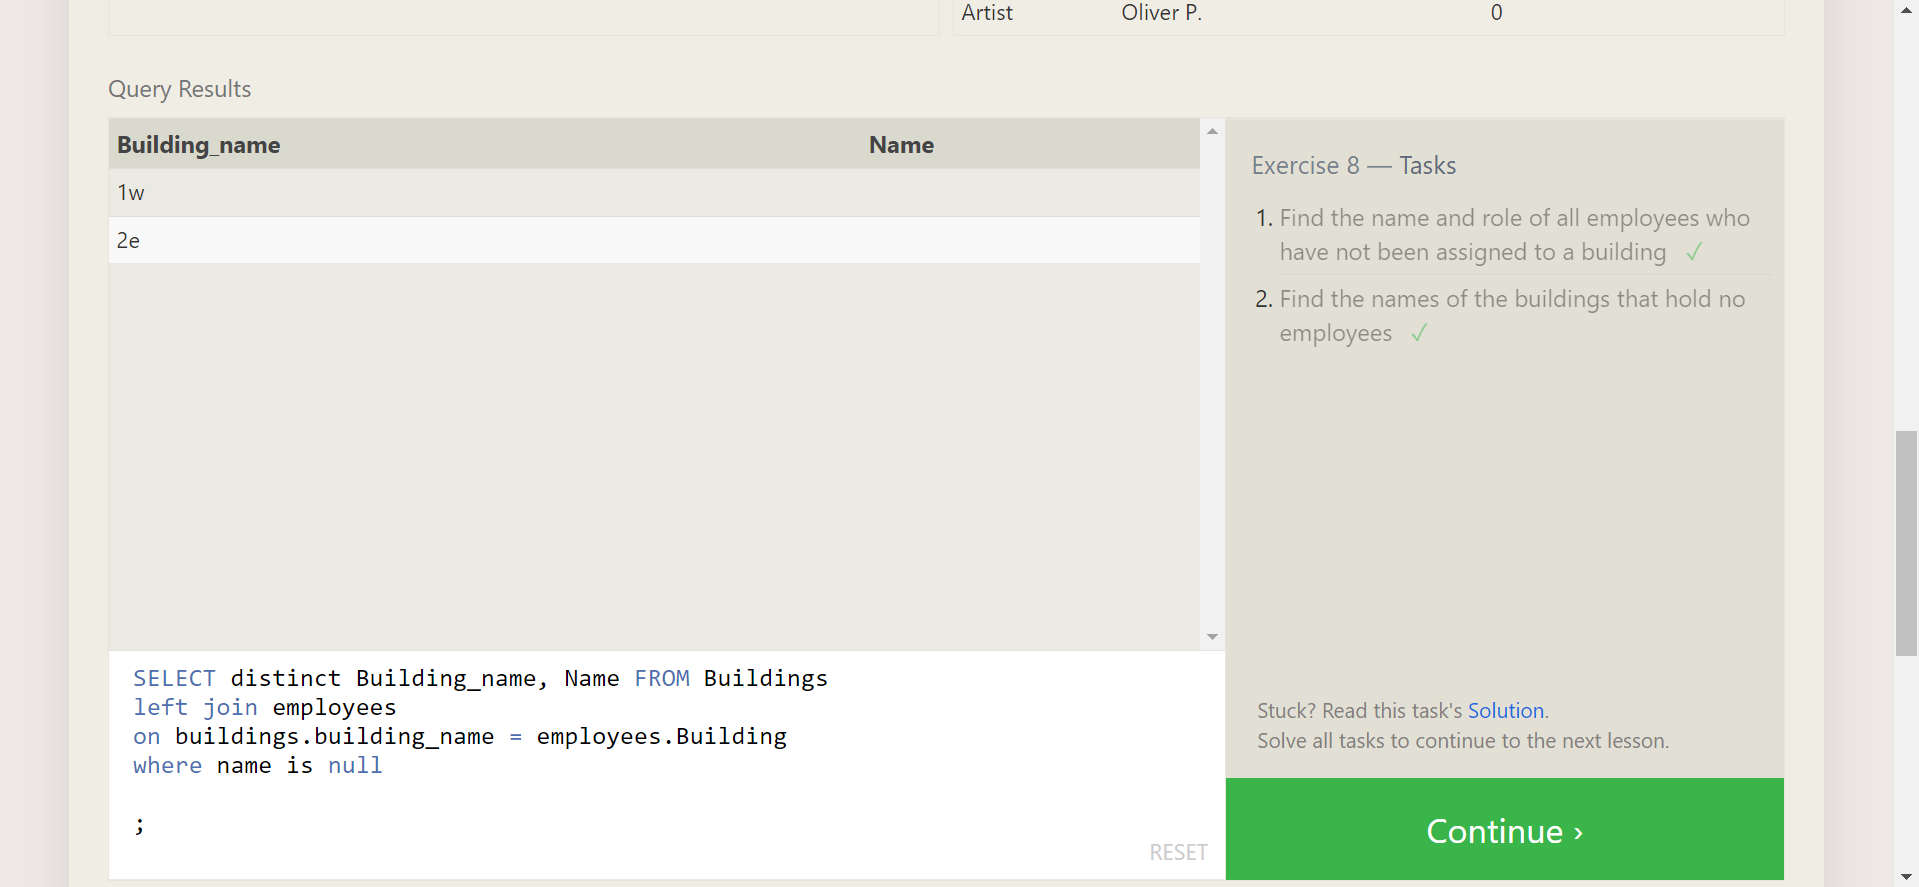 Artist Oliver P. 0
Query Results
Building_name Name
1w
2e
SELECT distinct Building_name, Name FROM Buildings
left join employees
on buildings.building_name = employees.Building
where name is null
;
RESET
Exercise 8 — Tasks
1. Find the name and role of all employees who
have not been assigned to a building ✓
2. Find the names of the buildings that hold no
employees ✓
Stuck? Read this task's Solution.
Solve all tasks to continue to the next lesson.
Continue ›